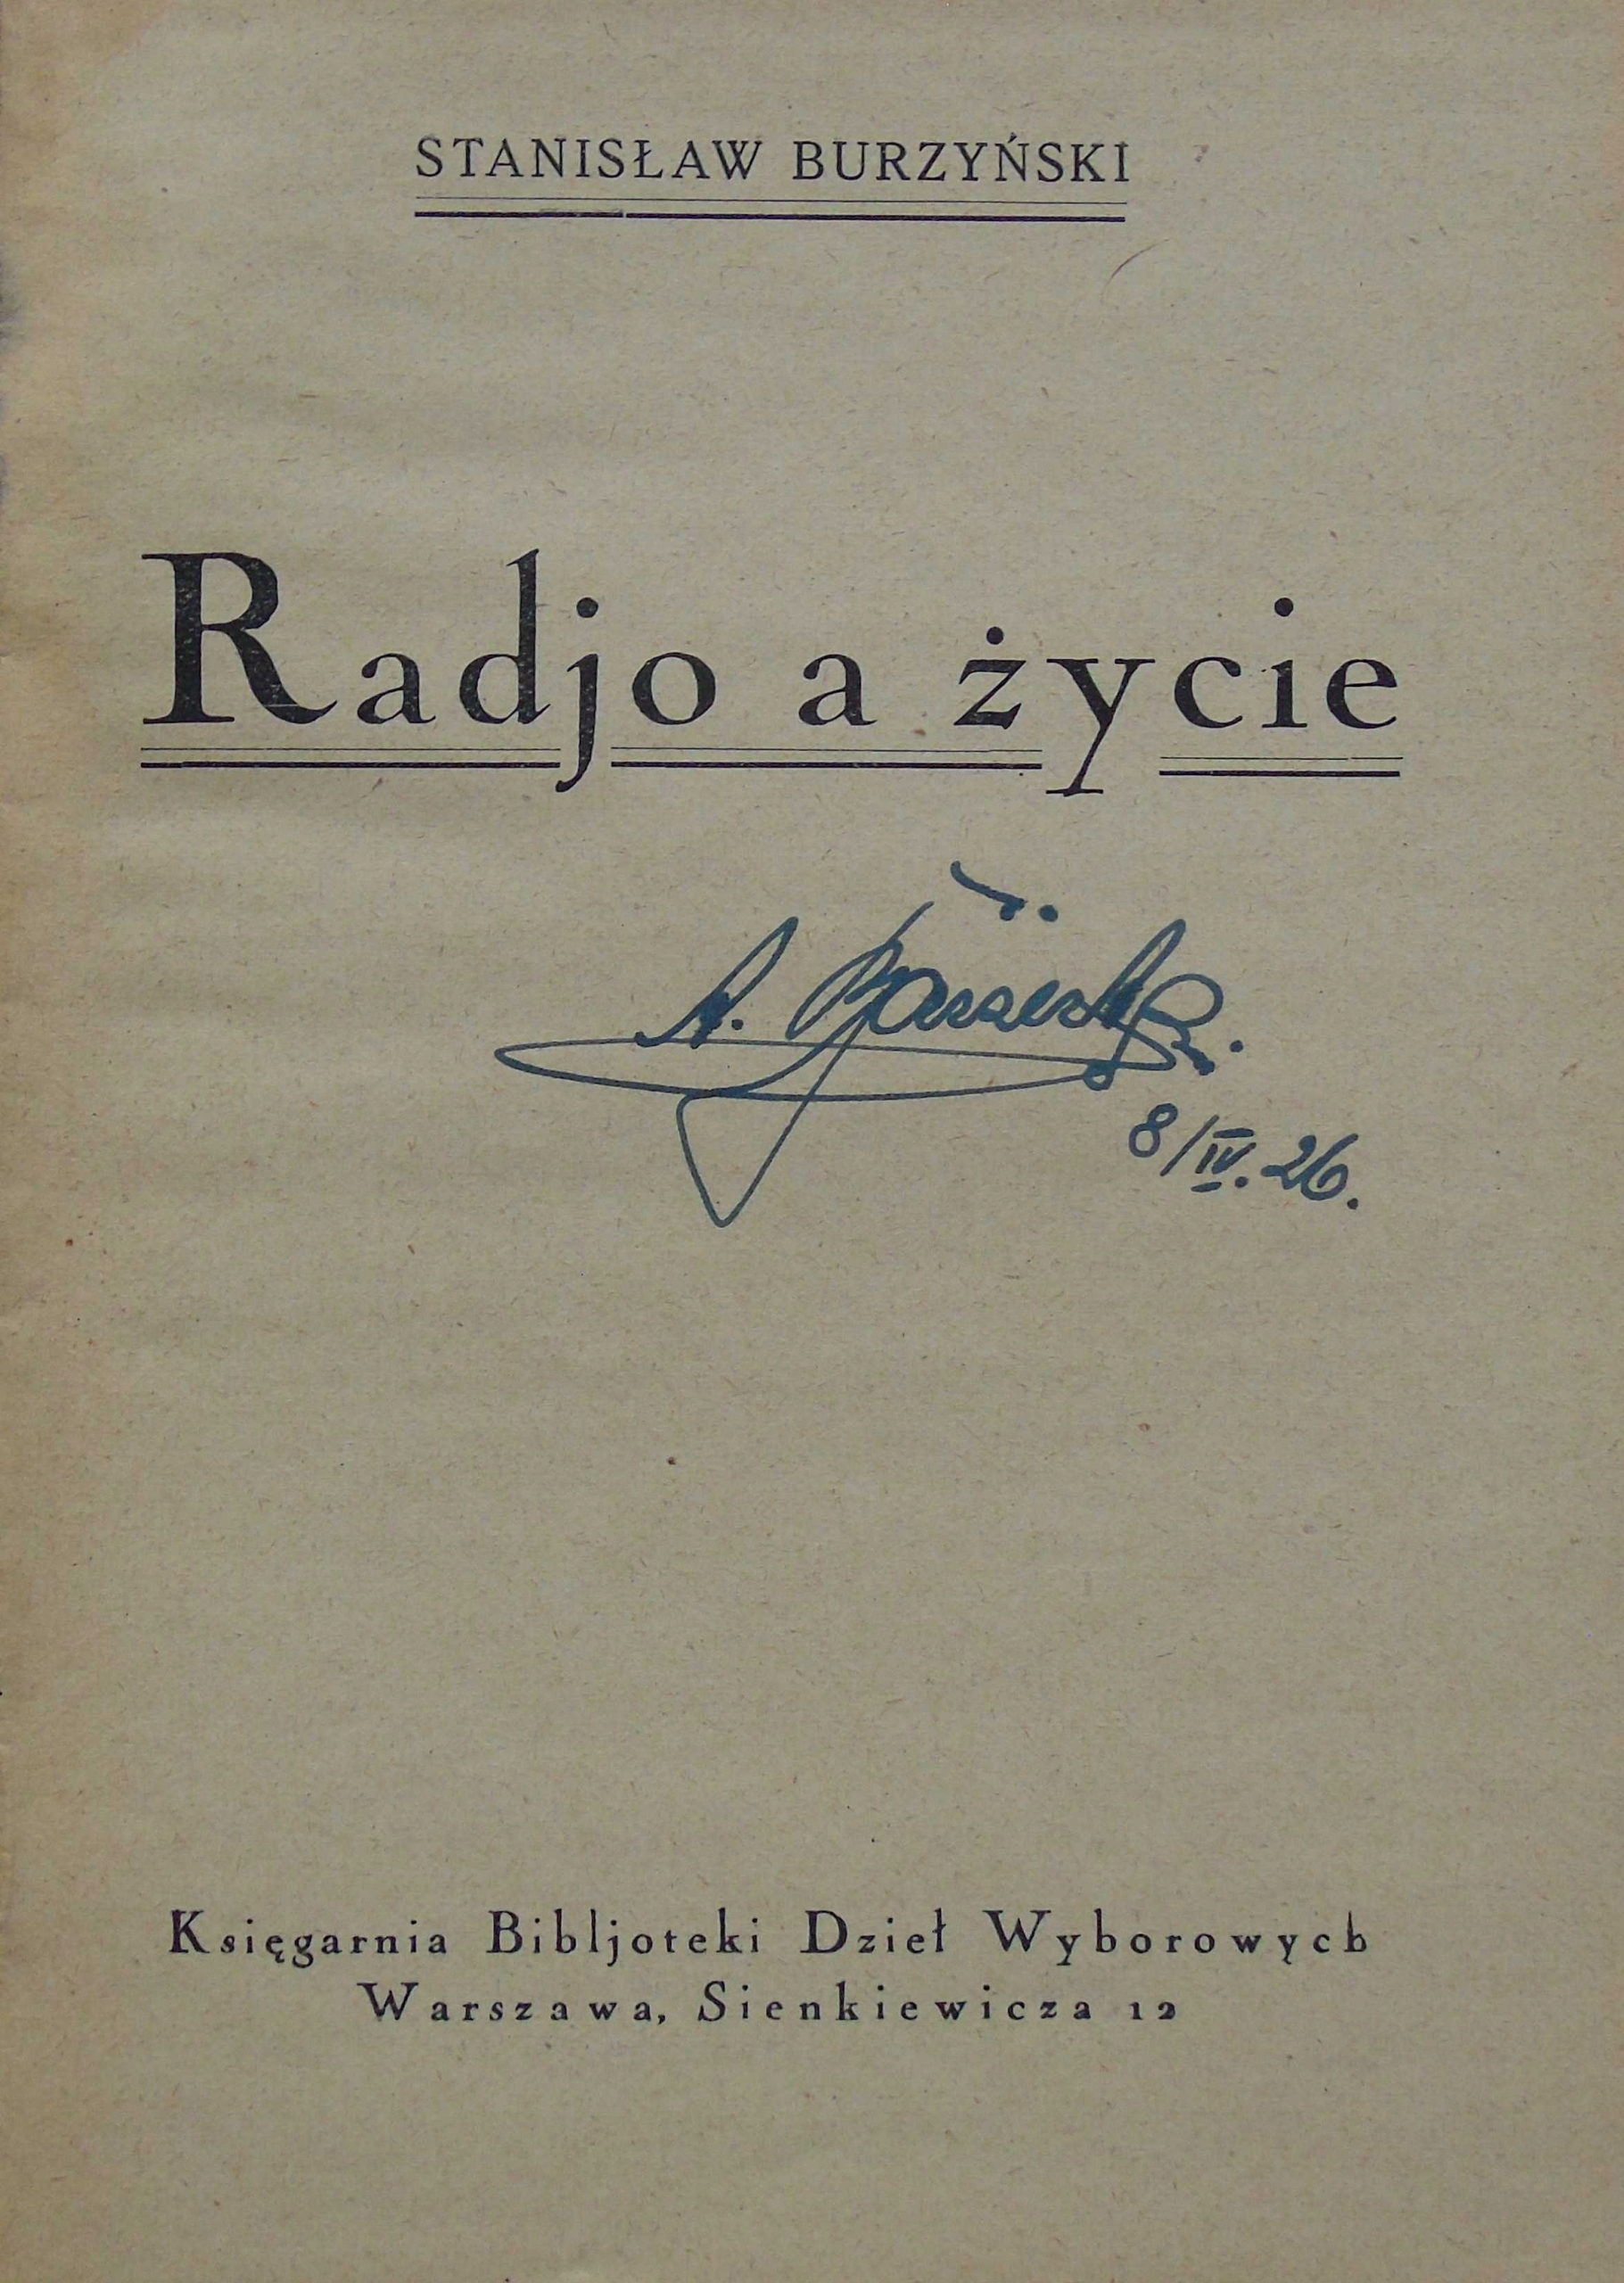 STANISŁAW BURZYŃSKI
Radjo a życie
8/IV.26.
Księgarnia Bibljoteki Dzieł Wyborowych
Warszawa, Sienkiewicza 12